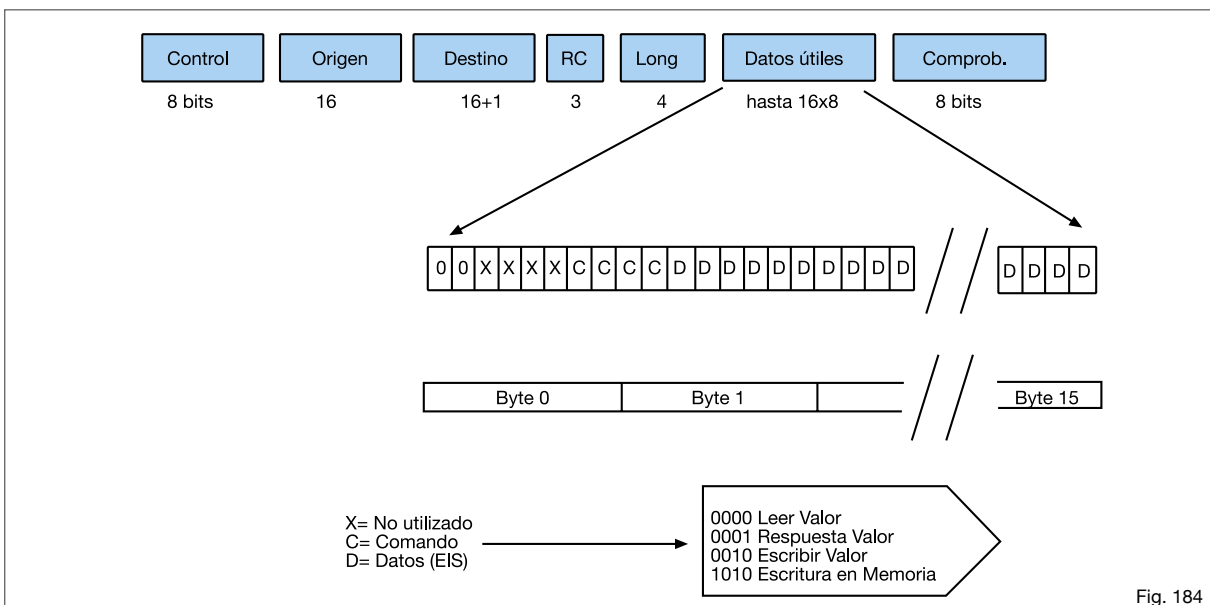 Control Origen Destino RC Long Datos útiles Comprob.
8 bits 16 16+1 3 4 hasta 16x8 8 bits
0 0 X X X X C C C C D D D D D D D D D D D D D D
Byte 0 Byte 1 Byte 15
X= No utilizado
C= Comando
D= Datos (EIS)
0000 Leer Valor
0001 Respuesta Valor
0010 Escribir Valor
1010 Escritura en Memoria
Fig. 184